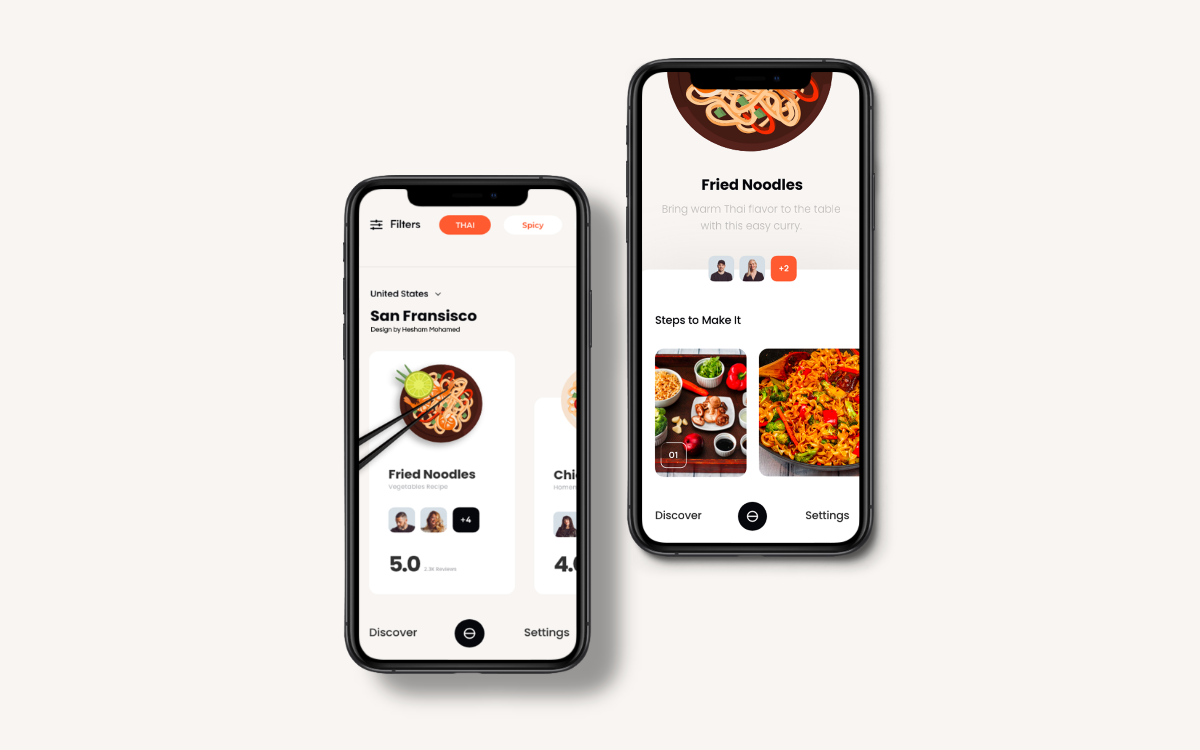 Filters
THAI
Spicy
United States
San Fransisco
Design by Hesham Mohamed
Fried Noodles
Vegetables Recipe
+4
5.0
2.3K Reviews
Chi
Homem
4.
Discover
Settings
Fried Noodles
Bring warm Thai flavor to the table
with this easy curry.
+2
Steps to Make It
01
Discover
Settings